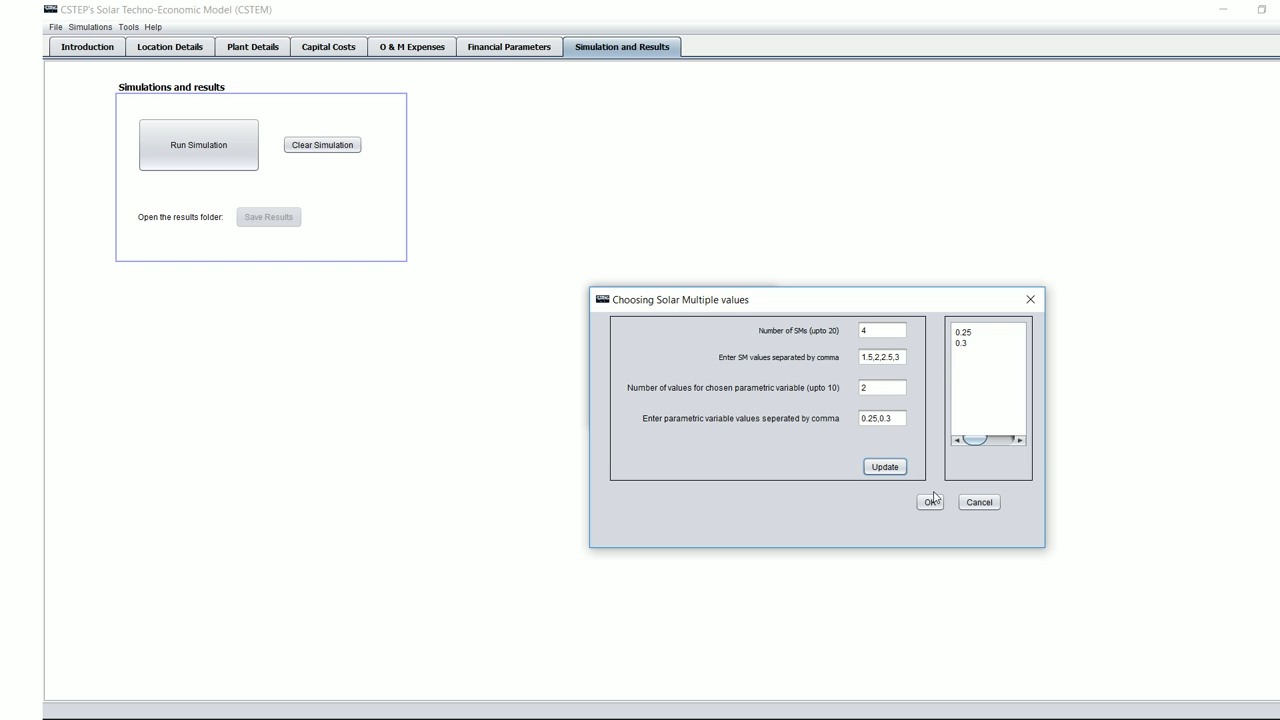 CSTEP's Solar Techno-Economic Model (CSTEM)
File Simulations Tools Help
Introduction Location Details Plant Details Capital Costs O & M Expenses Financial Parameters Simulation and Results
Simulations and results
Run Simulation Clear Simulation
Open the results folder: Save Results
Choosing Solar Multiple values
Number of SMs (upto 20) 4
Enter SM values separated by comma 1.5,2,2.5,3
Number of values for chosen parametric variable (upto 10) 2
Enter parametric variable values seperated by comma 0.25,0.3
Update
0.25
0.3
OK Cancel